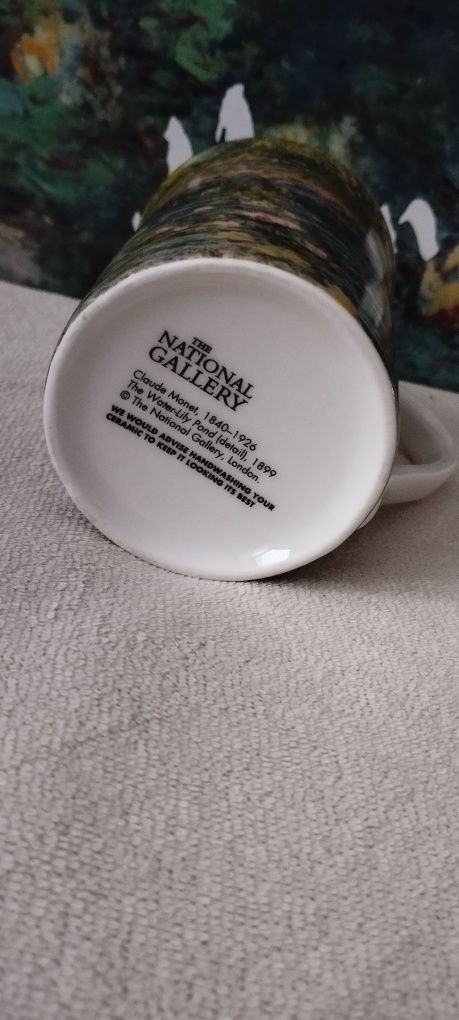 THE
NATIONAL
GALLERY
Claude Monet, 1840–1926
The Water-Lily Pond (detail), 1899
© The National Gallery, London.
WE WOULD ADVISE HANDWASHING YOUR
CERAMIC TO KEEP IT LOOKING ITS BEST